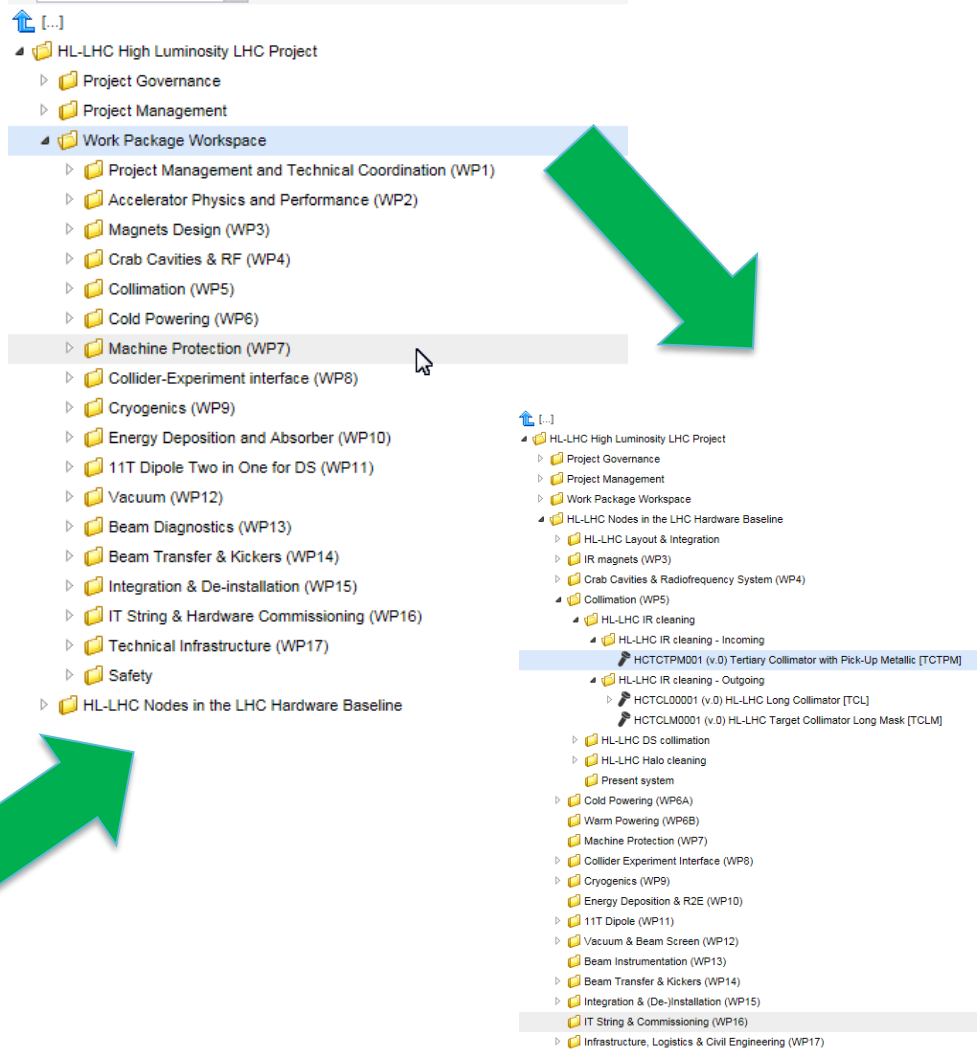 [...]
HL-LHC High Luminosity LHC Project
Project Governance
Project Management
Work Package Workspace
Project Management and Technical Coordination (WP1)
Accelerator Physics and Performance (WP2)
Magnets Design (WP3)
Crab Cavities & RF (WP4)
Collimation (WP5)
Cold Powering (WP6)
Machine Protection (WP7)
Collider-Experiment interface (WP8)
Cryogenics (WP9)
Energy Deposition and Absorber (WP10)
11T Dipole Two in One for DS (WP11)
Vacuum (WP12)
Beam Diagnostics (WP13)
Beam Transfer & Kickers (WP14)
Integration & De-installation (WP15)
IT String & Hardware Commissioning (WP16)
Technical Infrastructure (WP17)
Safety
HL-LHC Nodes in the LHC Hardware Baseline
[...]
HL-LHC High Luminosity LHC Project
Project Governance
Project Management
Work Package Workspace
HL-LHC Nodes in the LHC Hardware Baseline
HL-LHC Layout & Integration
IR magnets (WP3)
Crab Cavities & Radiofrequency System (WP4)
Collimation (WP5)
HL-LHC IR cleaning
HL-LHC IR cleaning - Incoming
HCTCTPM001 (v.0) Tertiary Collimator with Pick-Up Metallic [TCTPM]
HL-LHC IR cleaning - Outgoing
HCTCL00001 (v.0) HL-LHC Long Collimator [TCL]
HCTCLM0001 (v.0) HL-LHC Target Collimator Long Mask [TCLM]
HL-LHC DS collimation
HL-LHC Halo cleaning
Present system
Cold Powering (WP6A)
Warm Powering (WP6B)
Machine Protection (WP7)
Collider Experiment Interface (WP8)
Cryogenics (WP9)
Energy Deposition & R2E (WP10)
11T Dipole (WP11)
Vacuum & Beam Screen (WP12)
Beam Instrumentation (WP13)
Beam Transfer & Kickers (WP14)
Integration & (De-)Installation (WP15)
IT String & Commissioning (WP16)
Infrastructure, Logistics & Civil Engineering (WP17)